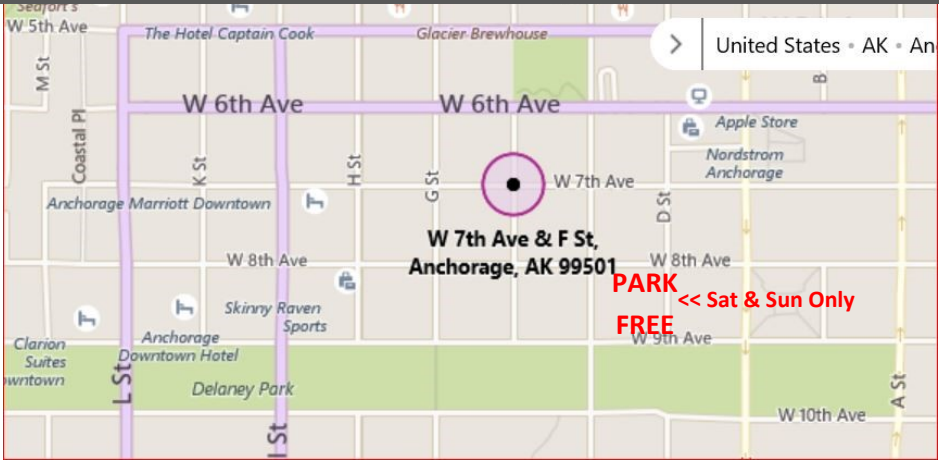 Seafort's
W 5th Ave
The Hotel Captain Cook
Glacier Brewhouse
United States • AK • An
M St
W 6th Ave
W 6th Ave
B
Apple Store
Coastal Pl
K St
H St
G St
W 7th Ave
Nordstrom
Anchorage
D St
Anchorage Marriott Downtown
W 7th Ave & F St,
Anchorage, AK 99501
W 8th Ave
W 8th Ave
PARK
FREE
<< Sat & Sun Only
Skinny Raven
Sports
W 9th Ave
Clarion
Suites
owntown
Anchorage
Downtown Hotel
L St
Delaney Park
A St
W 10th Ave
I St